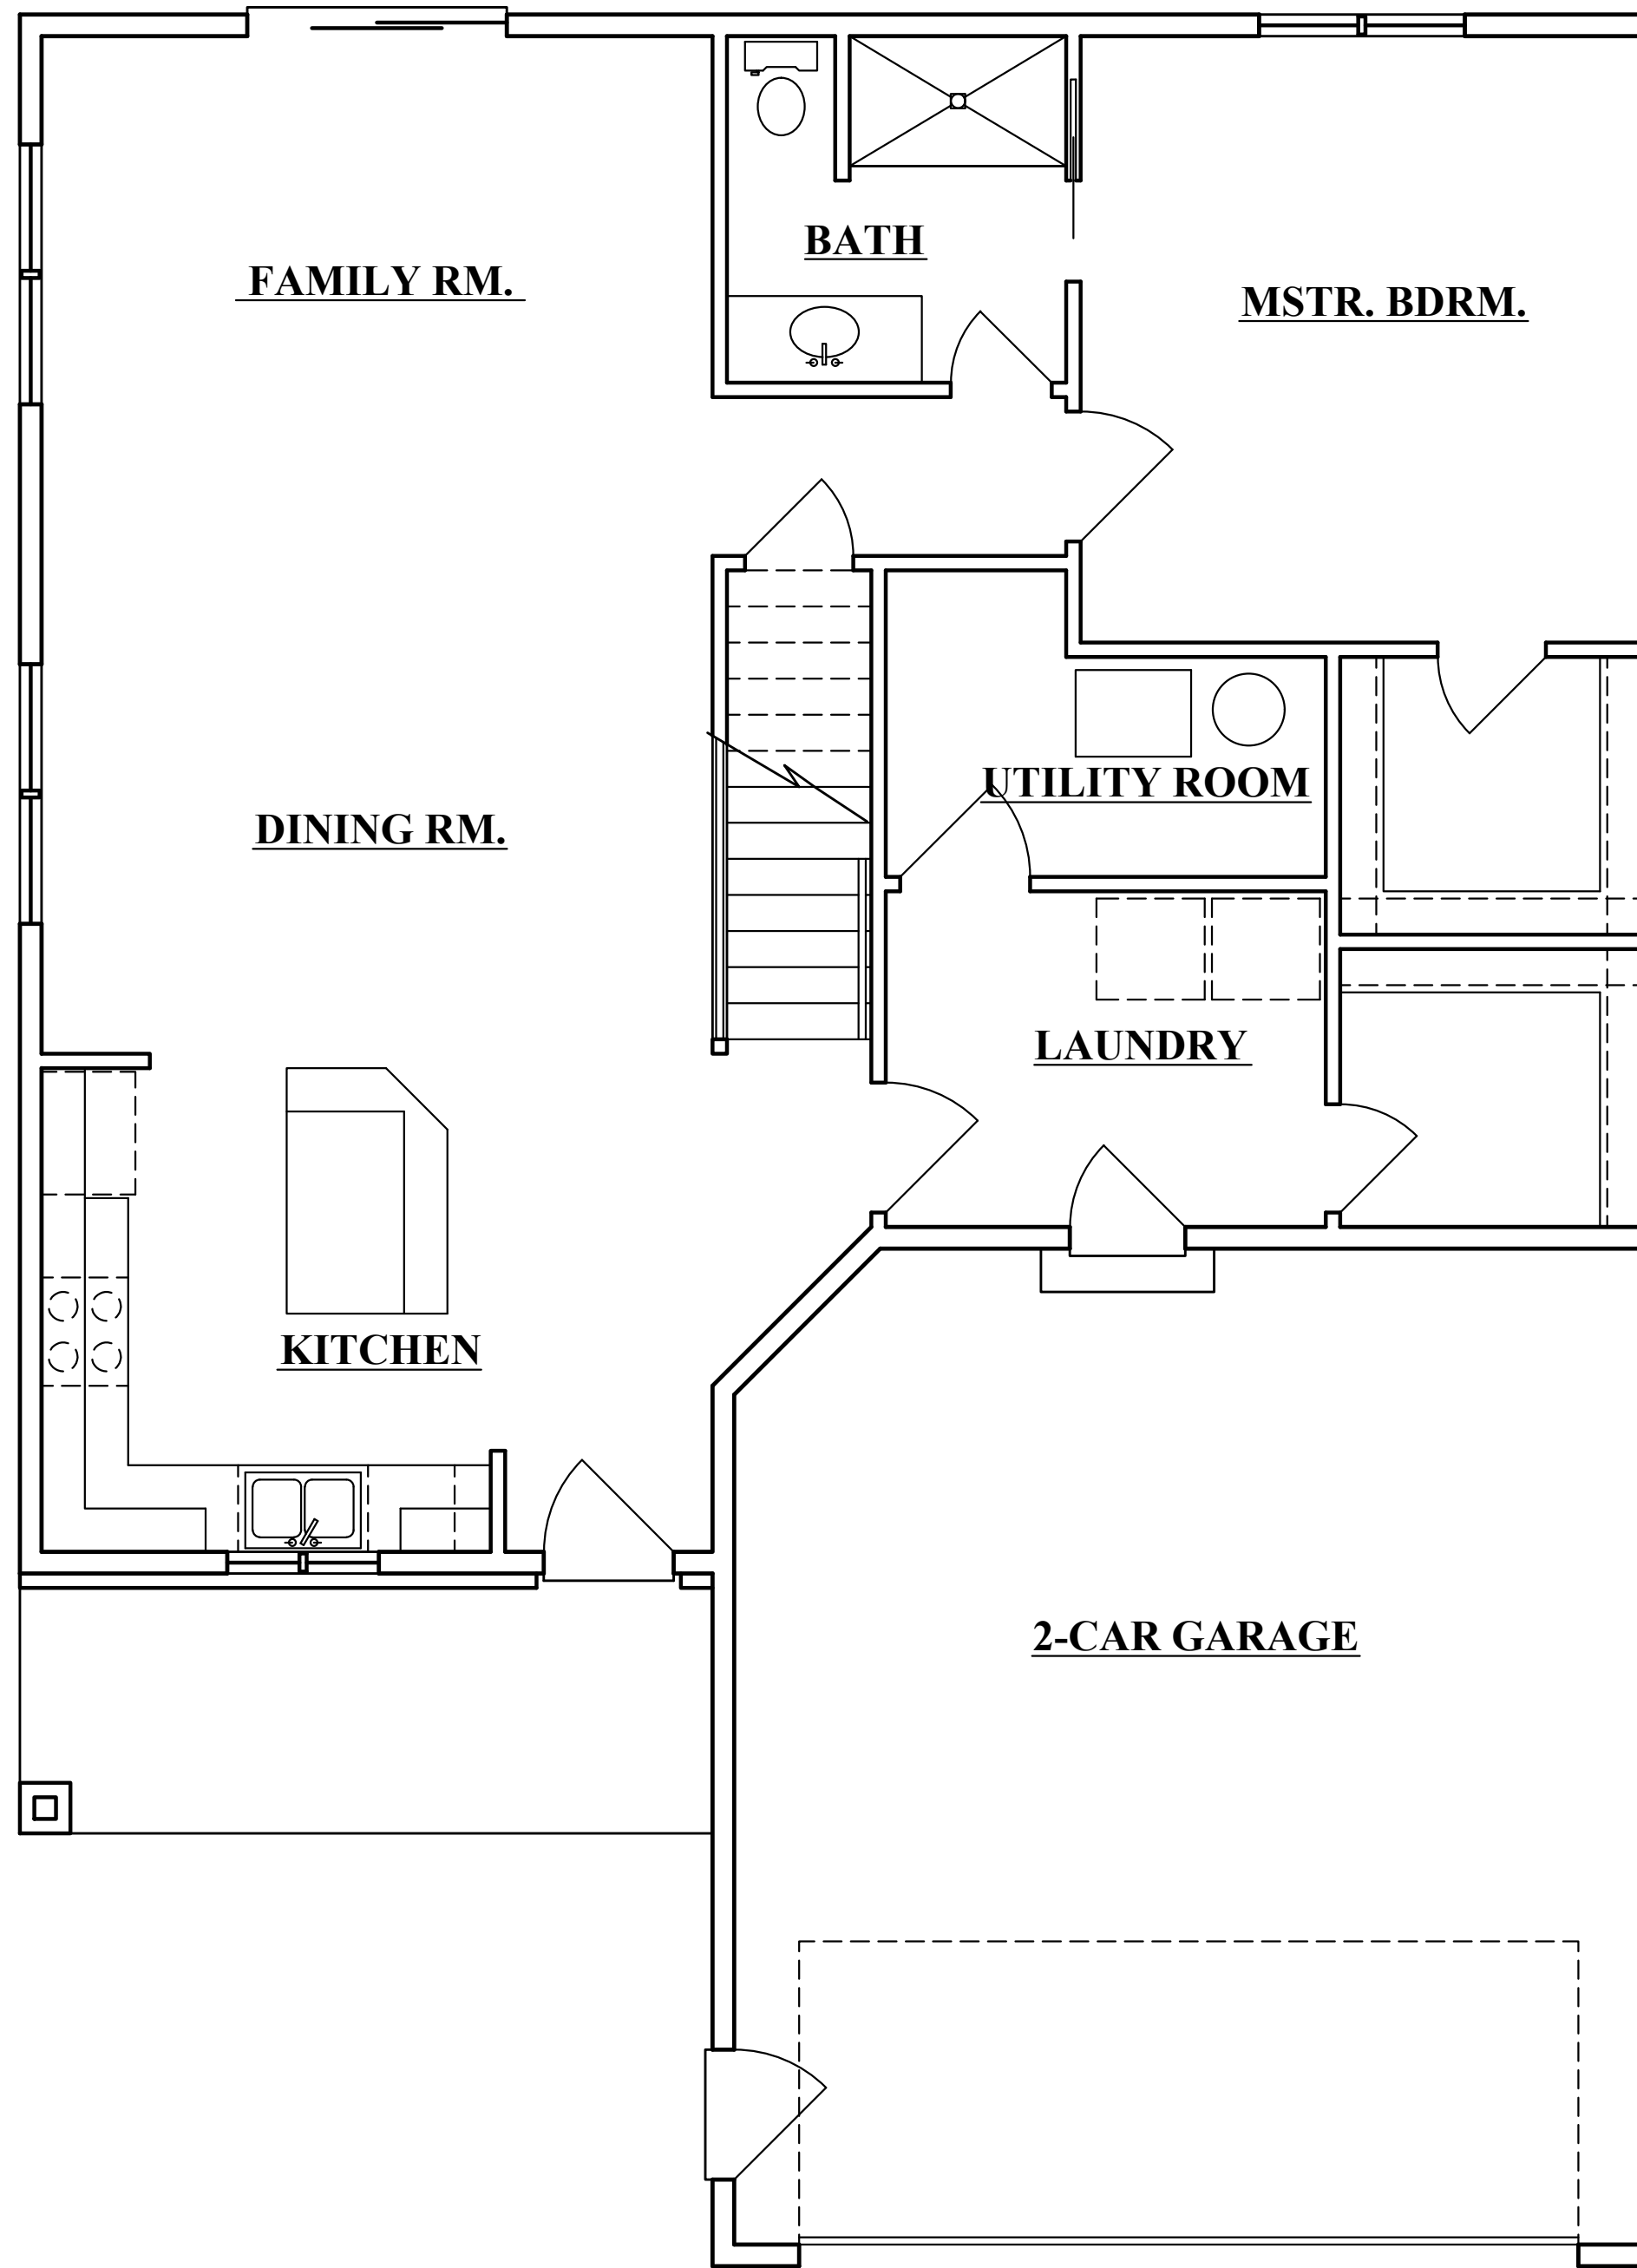 BATH
FAMILY RM.
MSTR. BDRM.
UTILITY ROOM
DINING RM.
LAUNDRY
KITCHEN
2-CAR GARAGE